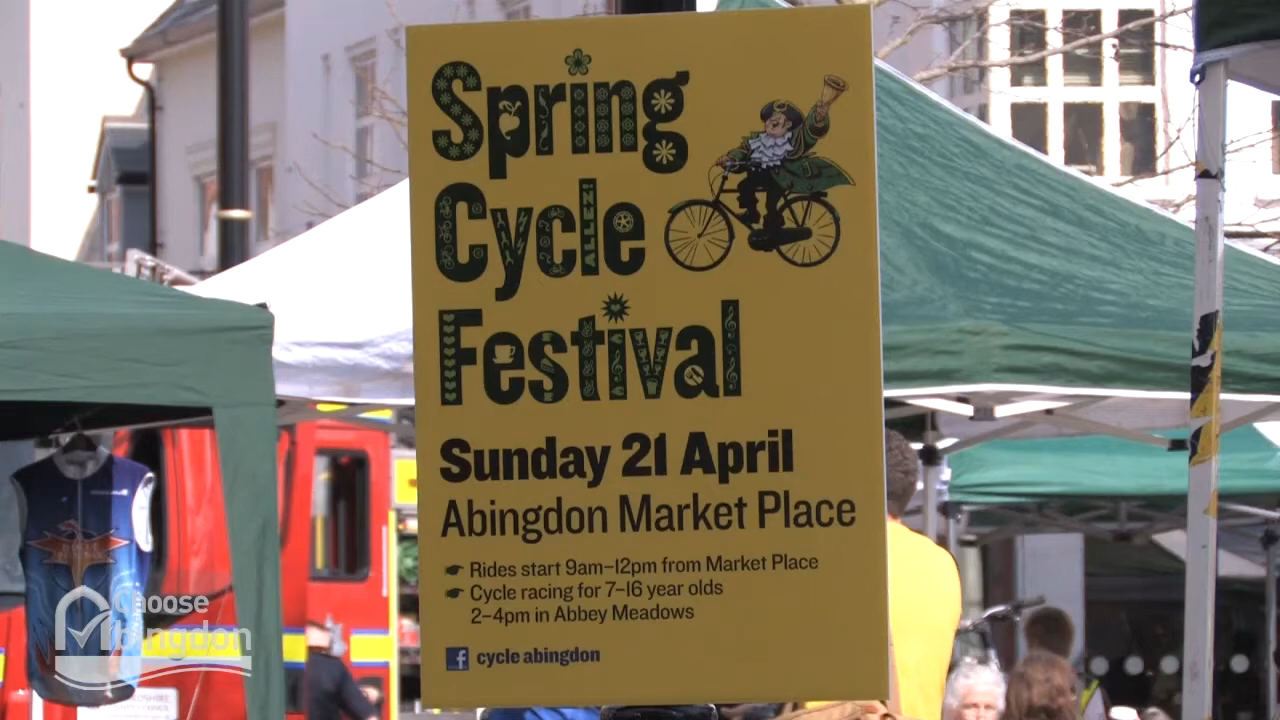 Spring
Cycle
Festival
Sunday 21 April
Abingdon Market Place
Rides start 9am–12pm from Market Place
Cycle racing for 7–16 year olds
2–4pm in Abbey Meadows
f cycle abingdon
Choose
Abingdon